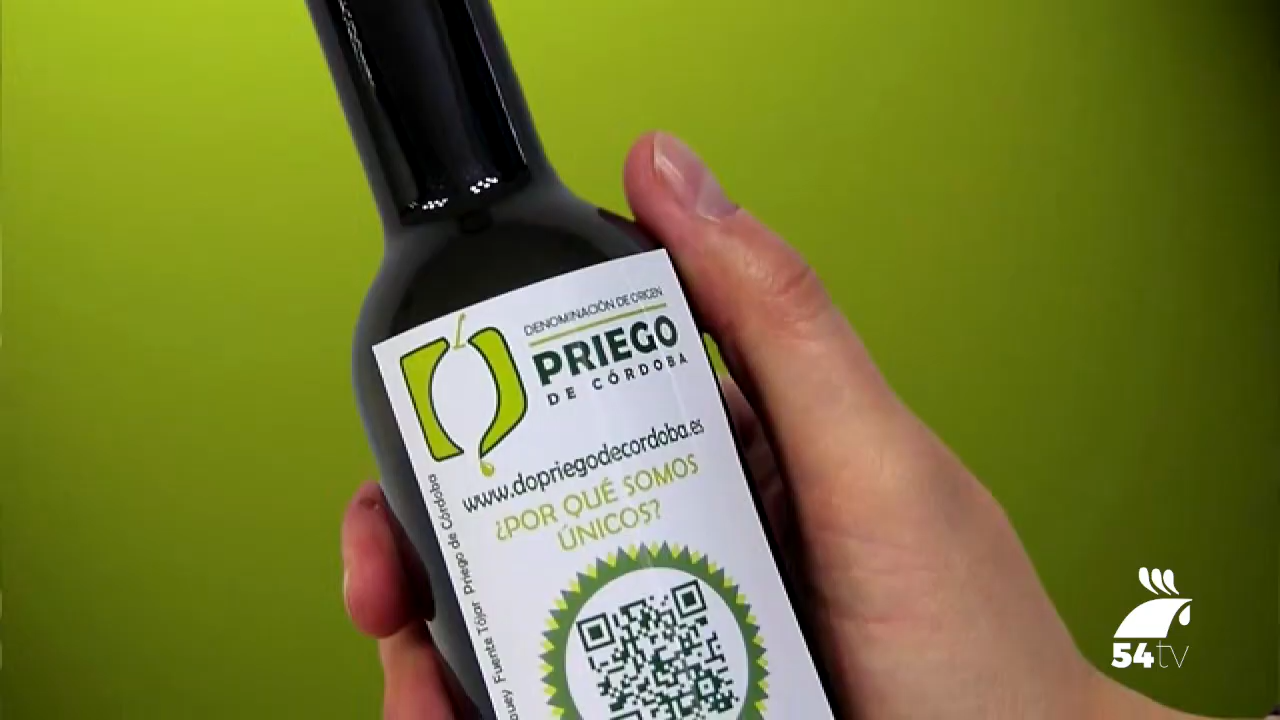 DENOMINACIÓN DE ORIGEN
PRIEGO
DE CÓRDOBA
www.dopriegodecordoba.es
¿POR QUÉ SOMOS
ÚNICOS?
Fuente Tójar Priego de Córdoba
54tv